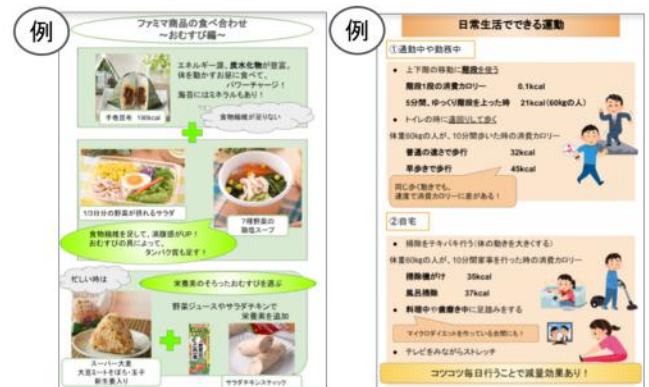 例
ファミマ商品の食べ合わせ
～おむすび編～
エネルギー源、炭水化物が豊富。
体を動かすお昼に食べて、
パワーチャージ！
海苔にはミネラルもあり！
手巻昆布 186kcal
食物繊維が足りない
1/3日分の野菜が摂れるサラダ
7種野菜の
鶏塩スープ
食物繊維を足して、満腹感がUP！
おむすびの具によって、
タンパク質も足す！
忙しい時は
栄養素のそろったおむすびを選ぶ
野菜ジュースやサラダチキンで
栄養素を追加
スーパー大麦
大豆ミートそぼろ・玉子
新生姜入り
サラダチキンスティック
例
日常生活でできる運動
①通勤中や勤務中
● 上下階の移動に階段を使う
階段1段の消費カロリー 0.1kcal
5分間、ゆっくり階段を上った時 21kcal(60kgの人)
● トイレの時に遠回りして歩く
体重60kgの人が、10分間歩いた時の消費カロリー
普通の速さで歩行 32kcal
早歩きで歩行 45kcal
同じ歩く動きでも、
速度で消費カロリーに差がある！
②自宅
● 掃除をテキパキ行う(体の動きを大きくする)
体重60kgの人が、10分間家事を行った時の消費カロリー
掃除機がけ 35kcal
風呂掃除 37kcal
● 料理中や歯磨き中に足踏みをする
マイクロダイエットを作っている合間にも！
● テレビをみながらストレッチ
コツコツ毎日行うことで減量効果あり！